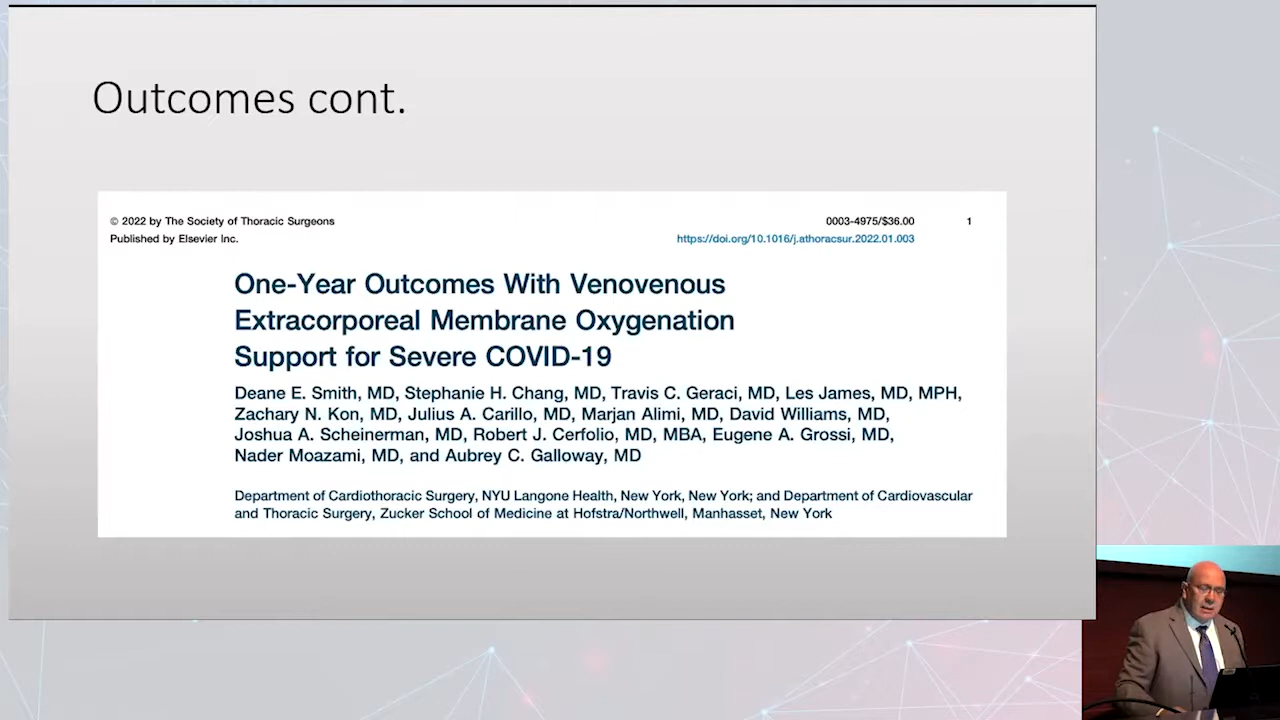 Outcomes cont.
© 2022 by The Society of Thoracic Surgeons
0003-4975/$36.00 1
Published by Elsevier Inc.
https://doi.org/10.1016/j.athoracsur.2022.01.003
One-Year Outcomes With Venovenous
Extracorporeal Membrane Oxygenation
Support for Severe COVID-19
Deane E. Smith, MD, Stephanie H. Chang, MD, Travis C. Geraci, MD, Les James, MD, MPH,
Zachary N. Kon, MD, Julius A. Carillo, MD, Marjan Alimi, MD, David Williams, MD,
Joshua A. Scheinerman, MD, Robert J. Cerfolio, MD, MBA, Eugene A. Grossi, MD,
Nader Moazami, MD, and Aubrey C. Galloway, MD
Department of Cardiothoracic Surgery, NYU Langone Health, New York, New York; and Department of Cardiovascular
and Thoracic Surgery, Zucker School of Medicine at Hofstra/Northwell, Manhasset, New York